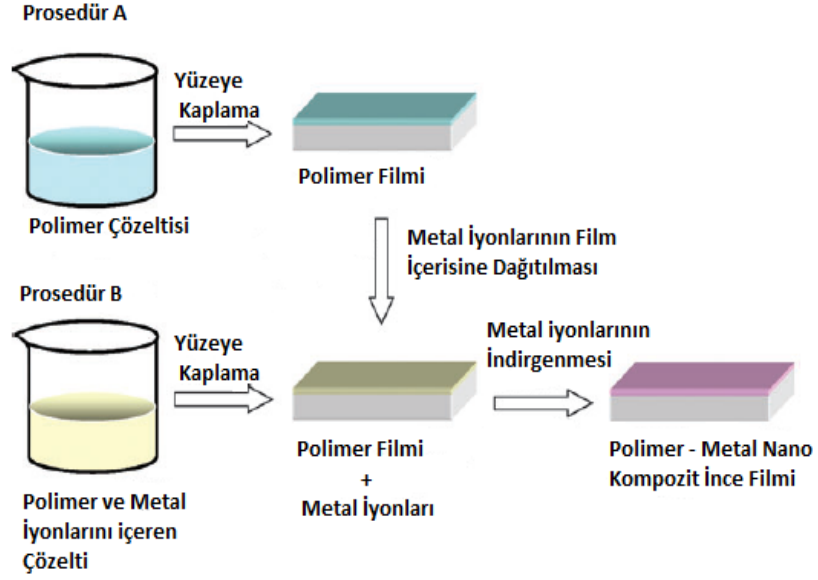 Prosedür A
Yüzeye
Kaplama
Polimer Çözeltisi
Polimer Filmi
Metal İyonlarının Film
İçerisine Dağıtılması
Prosedür B
Yüzeye
Kaplama
Metal iyonlarının
İndirgenmesi
Polimer ve Metal
İyonlarını içeren
Çözelti
Polimer Filmi
+
Metal İyonları
Polimer - Metal Nano
Kompozit İnce Filmi